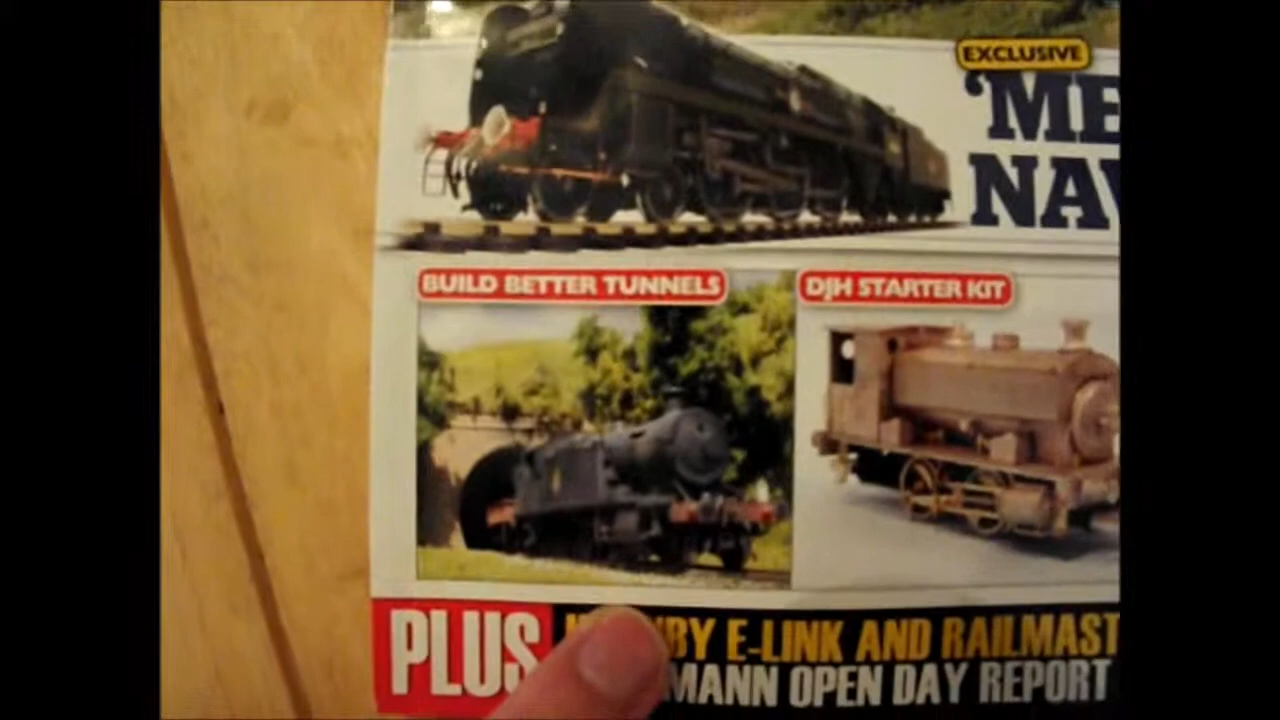 EXCLUSIVE
'ME
NAV
BUILD BETTER TUNNELS
DJH STARTER KIT
PLUS
BY E-LINK AND RAILMAST
MANN OPEN DAY REPORT